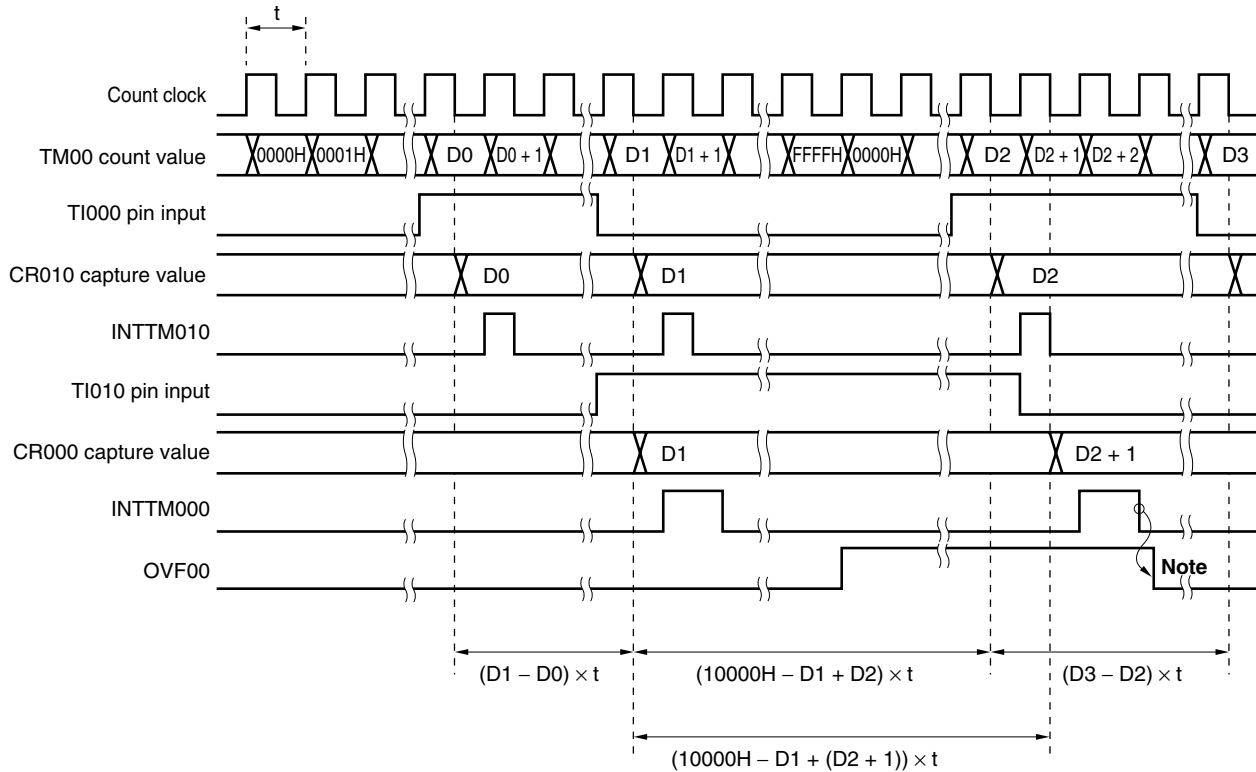 t
Count clock
TM00 count value 0000H 0001H D0 D0 + 1 D1 D1 + 1 FFFFH 0000H D2 D2 + 1 D2 + 2 D3
TI000 pin input
CR010 capture value D0 D1 D2
INTTM010
TI010 pin input
CR000 capture value D1 D2 + 1
INTTM000
OVF00 Note
(D1 – D0) × t (10000H – D1 + D2) × t (D3 – D2) × t
(10000H – D1 + (D2 + 1)) × t